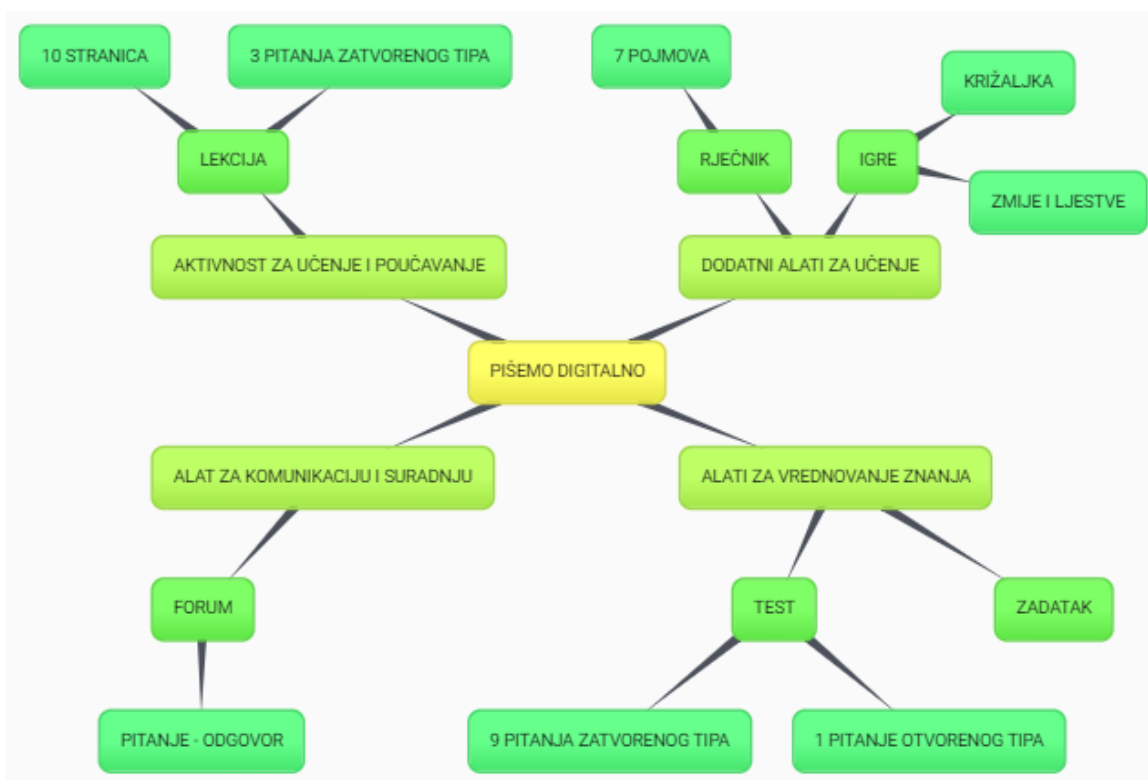 10 STRANICA
3 PITANJA ZATVORENOG TIPA
7 POJMOVA
KRIŽALJKA
LEKCIJA
RJEČNIK
IGRE
ZMIJE I LJESTVE
AKTIVNOST ZA UČENJE I POUČAVANJE
DODATNI ALATI ZA UČENJE
PIŠEMO DIGITALNO
ALAT ZA KOMUNIKACIJU I SURADNJU
ALATI ZA VREDNOVANJE ZNANJA
FORUM
TEST
ZADATAK
PITANJE - ODGOVOR
9 PITANJA ZATVORENOG TIPA
1 PITANJE OTVORENOG TIPA